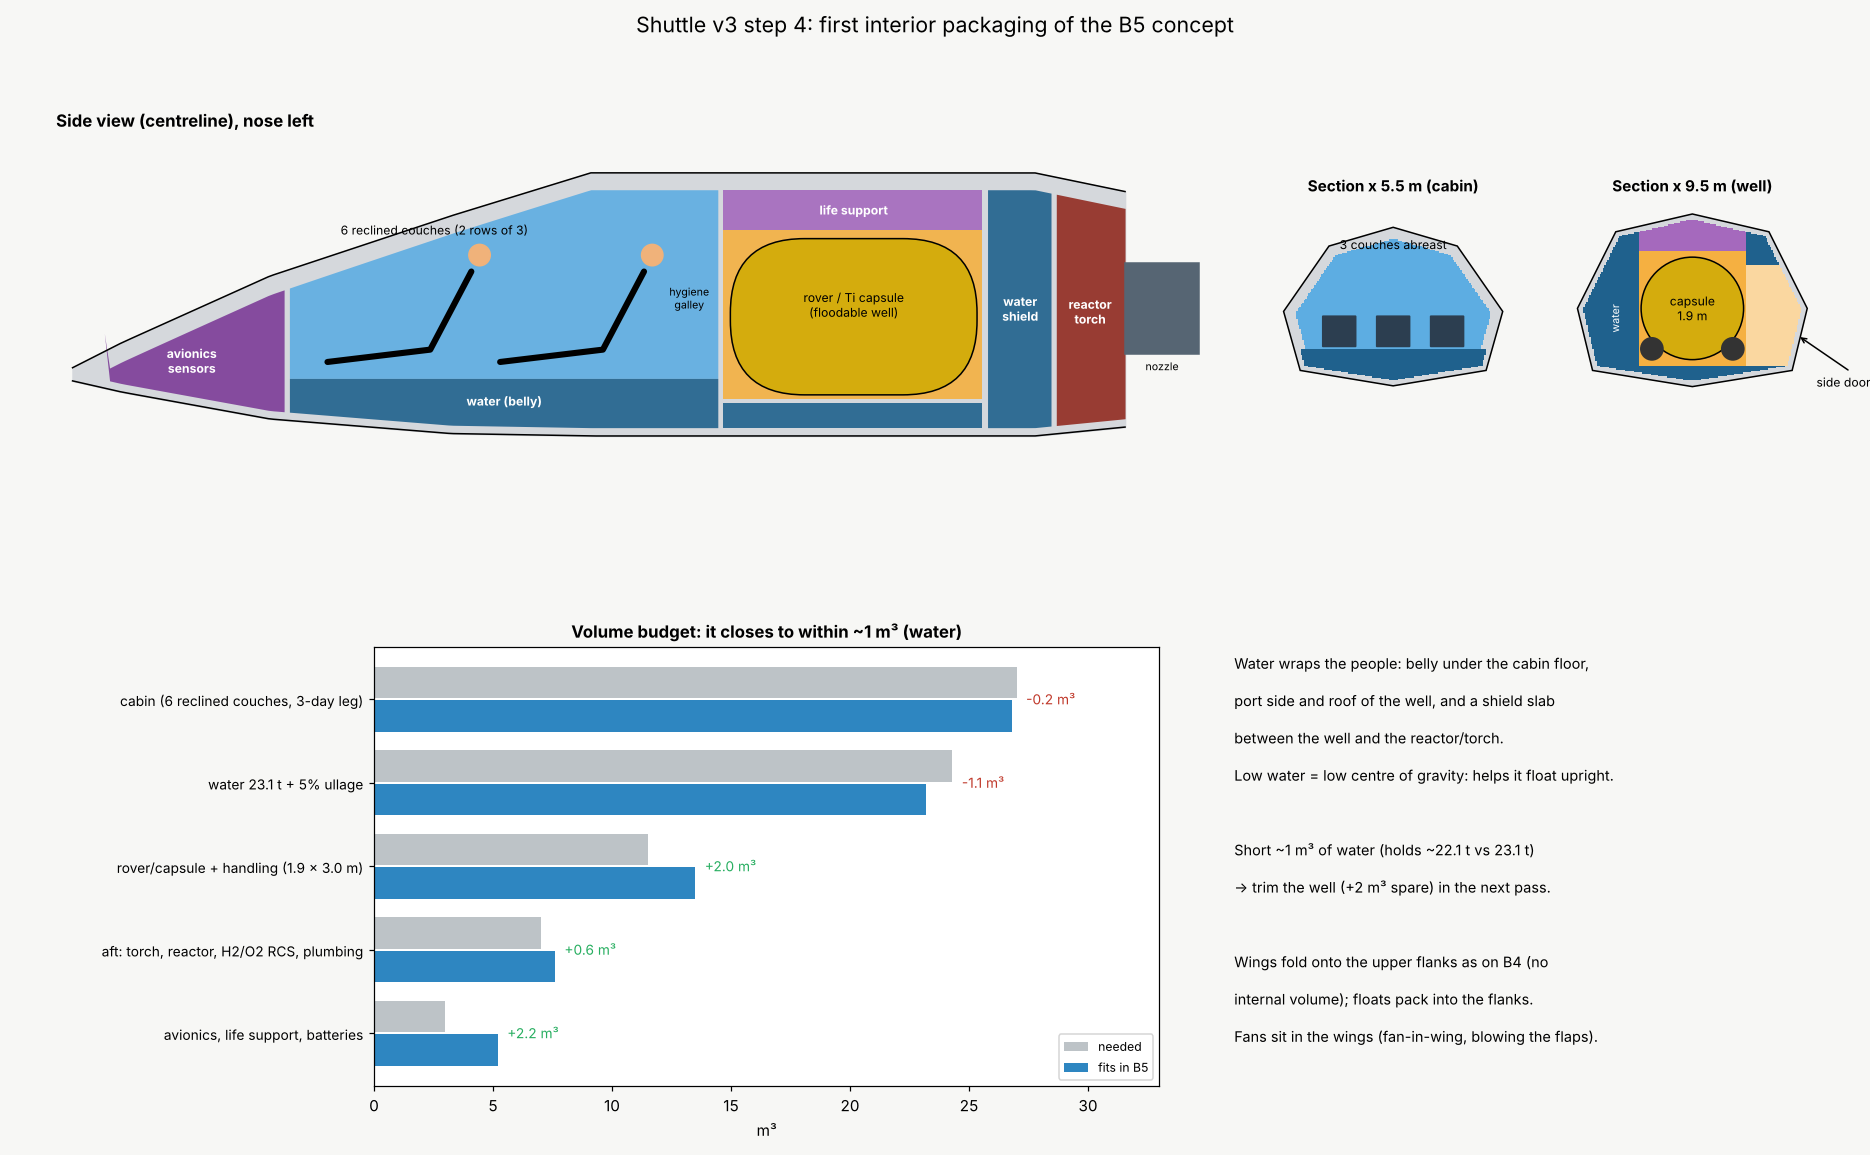 Shuttle v3 step 4: first interior packaging of the B5 concept
Side view (centreline), nose left
6 reclined couches (2 rows of 3)
avionics
sensors
hygiene
galley
water (belly)
life support
rover / Ti capsule
(floodable well)
water
shield
reactor
torch
nozzle
Section x 5.5 m (cabin)
3 couches abreast
Section x 9.5 m (well)
water
capsule
1.9 m
side door
Volume budget: it closes to within ~1 m³ (water)
cabin (6 reclined couches, 3-day leg)
-0.2 m³
water 23.1 t + 5% ullage
-1.1 m³
rover/capsule + handling (1.9 × 3.0 m)
+2.0 m³
aft: torch, reactor, H2/O2 RCS, plumbing
+0.6 m³
avionics, life support, batteries
+2.2 m³
needed
fits in B5
0 5 10 15 20 25 30
m³
Water wraps the people: belly under the cabin floor,
port side and roof of the well, and a shield slab
between the well and the reactor/torch.
Low water = low centre of gravity: helps it float upright.
Short ~1 m³ of water (holds ~22.1 t vs 23.1 t)
→ trim the well (+2 m³ spare) in the next pass.
Wings fold onto the upper flanks as on B4 (no
internal volume); floats pack into the flanks.
Fans sit in the wings (fan-in-wing, blowing the flaps).